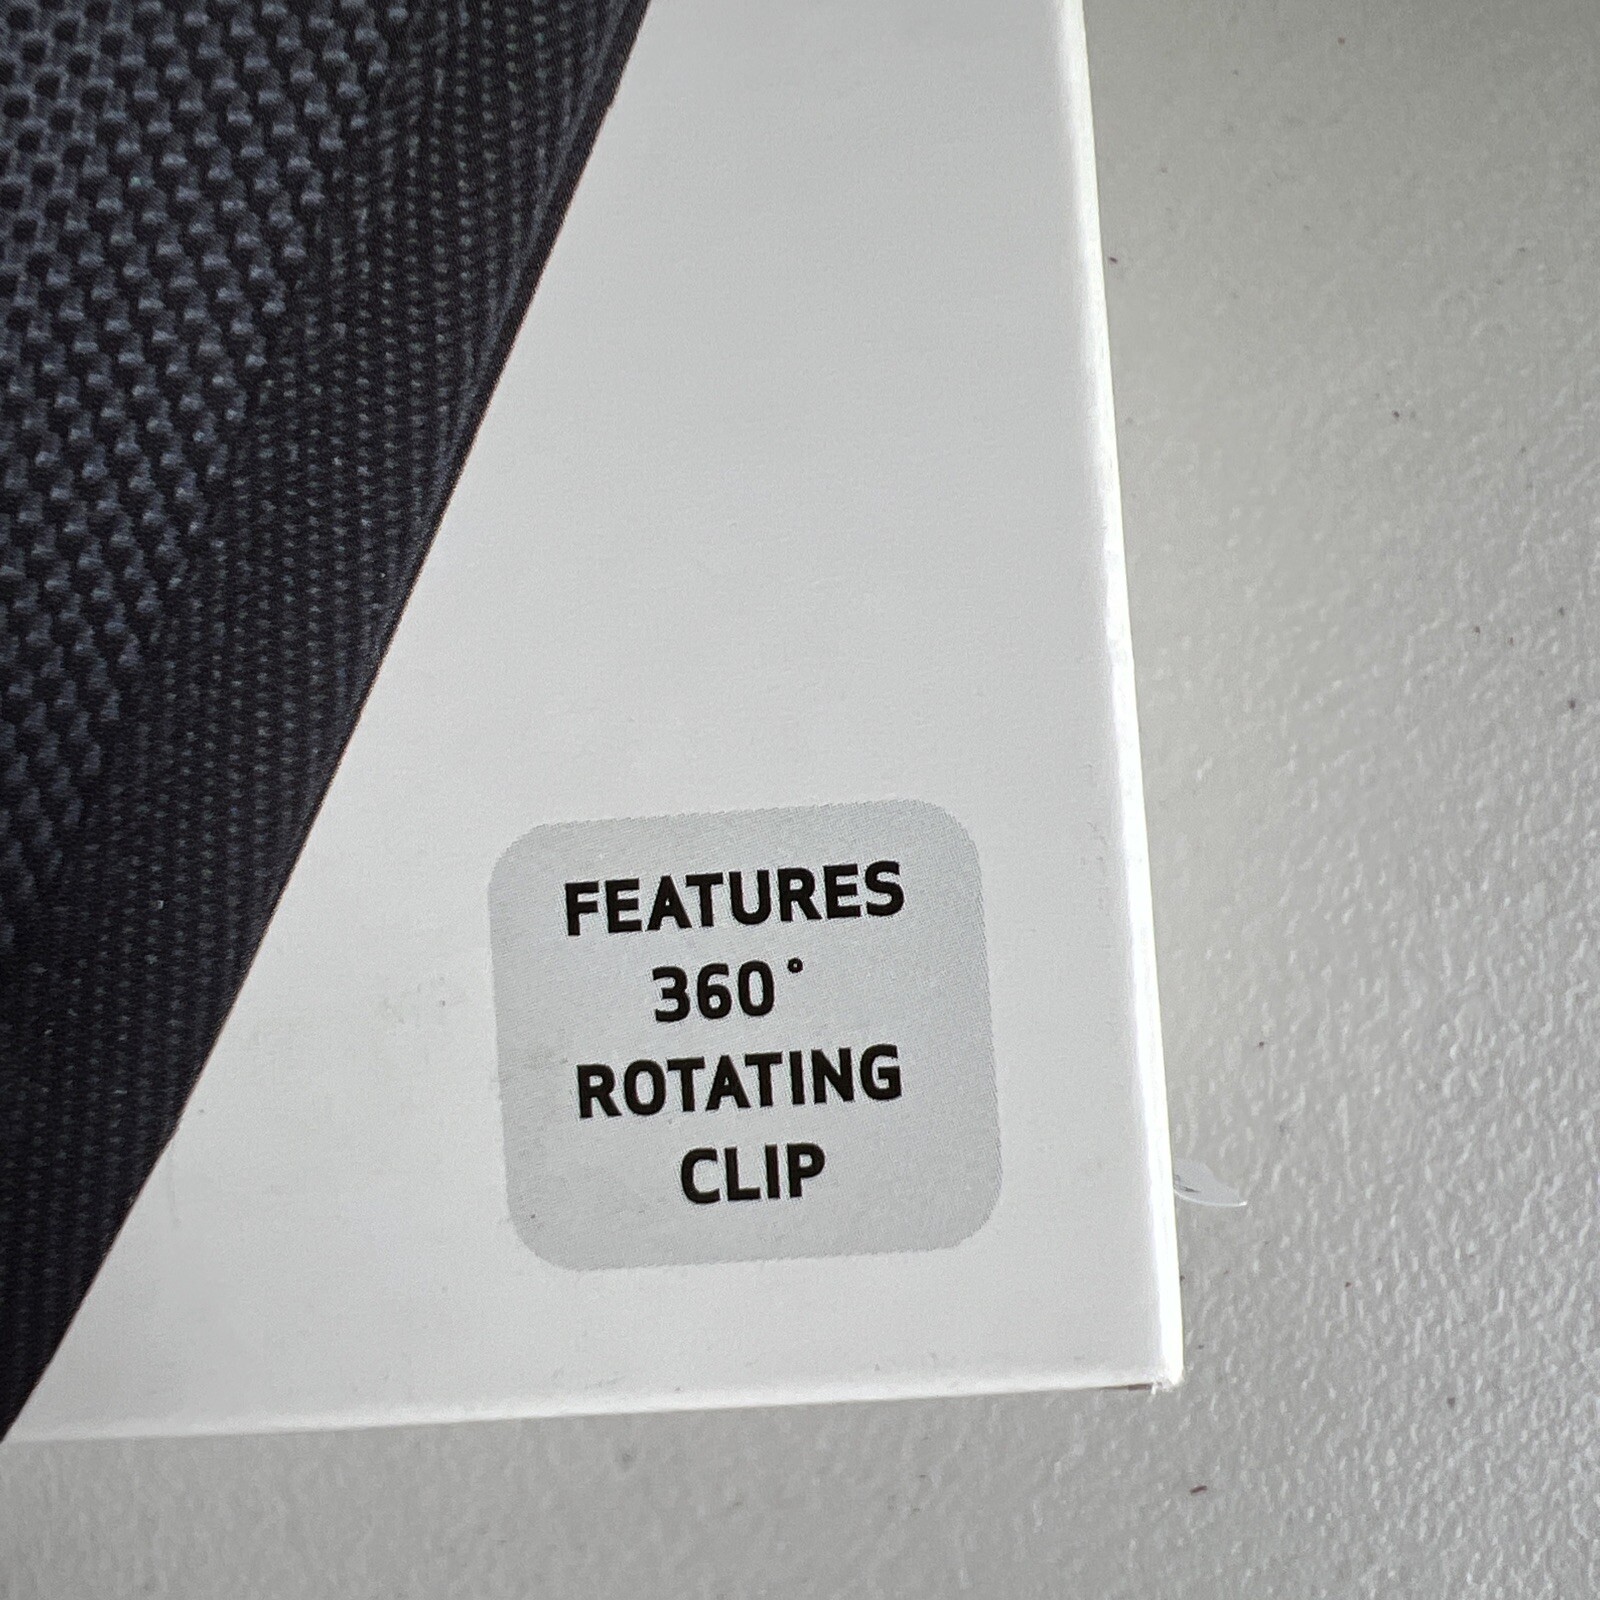 FEATURES
360°
ROTATING
CLIP